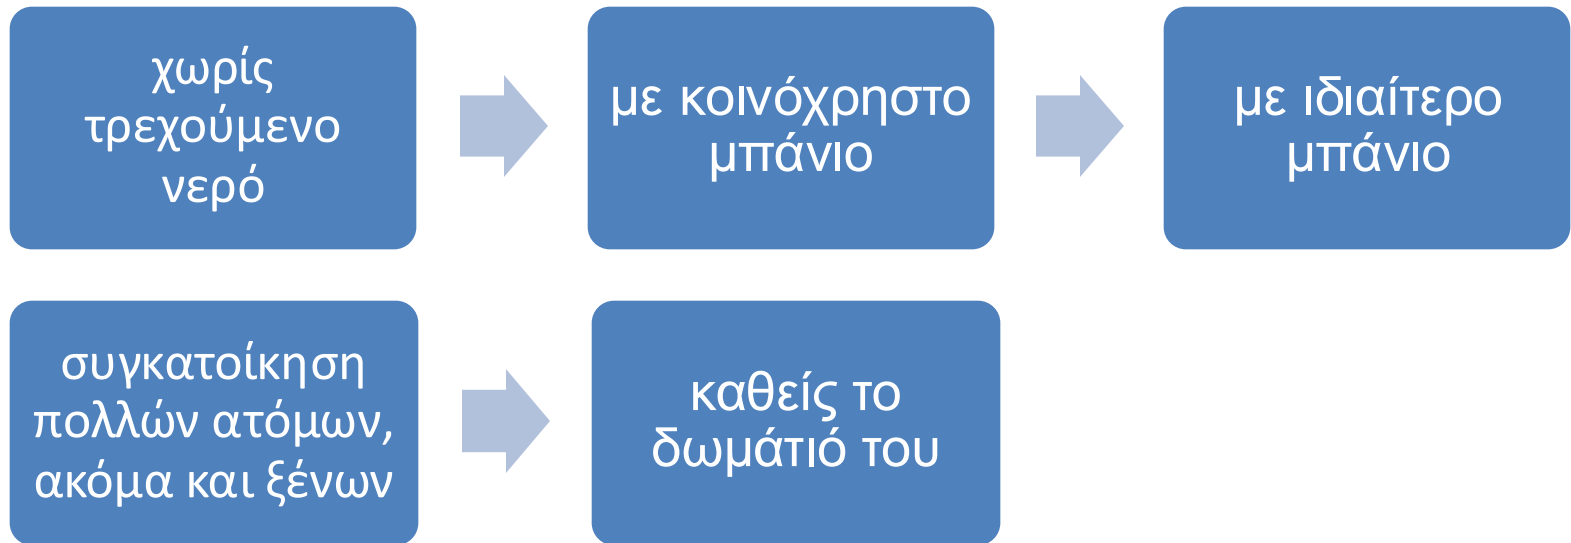 χωρίς
τρεχούμενο
νερό
με κοινόχρηστο
μπάνιο
με ιδιαίτερο
μπάνιο
συγκατοίκηση
πολλών ατόμων,
ακόμα και ξένων
καθείς το
δωμάτιό του